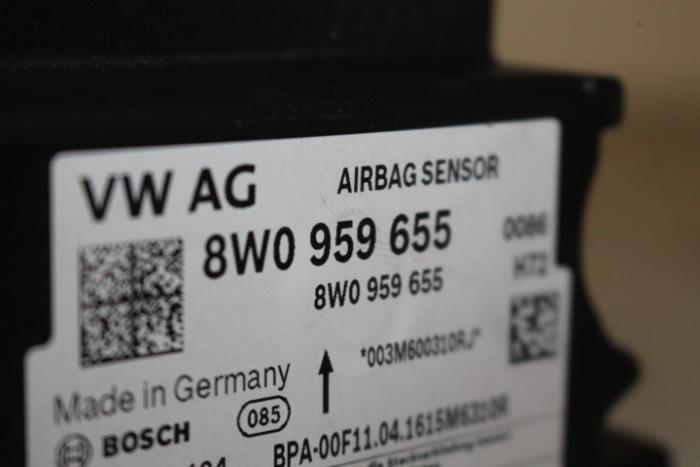 VW AG AIRBAG SENSOR
8W0 959 655 0086
8W0 959 655 H72
*003M600310RJ*
Made in Germany 085
BOSCH BPA-00F11.04.1615M6310R